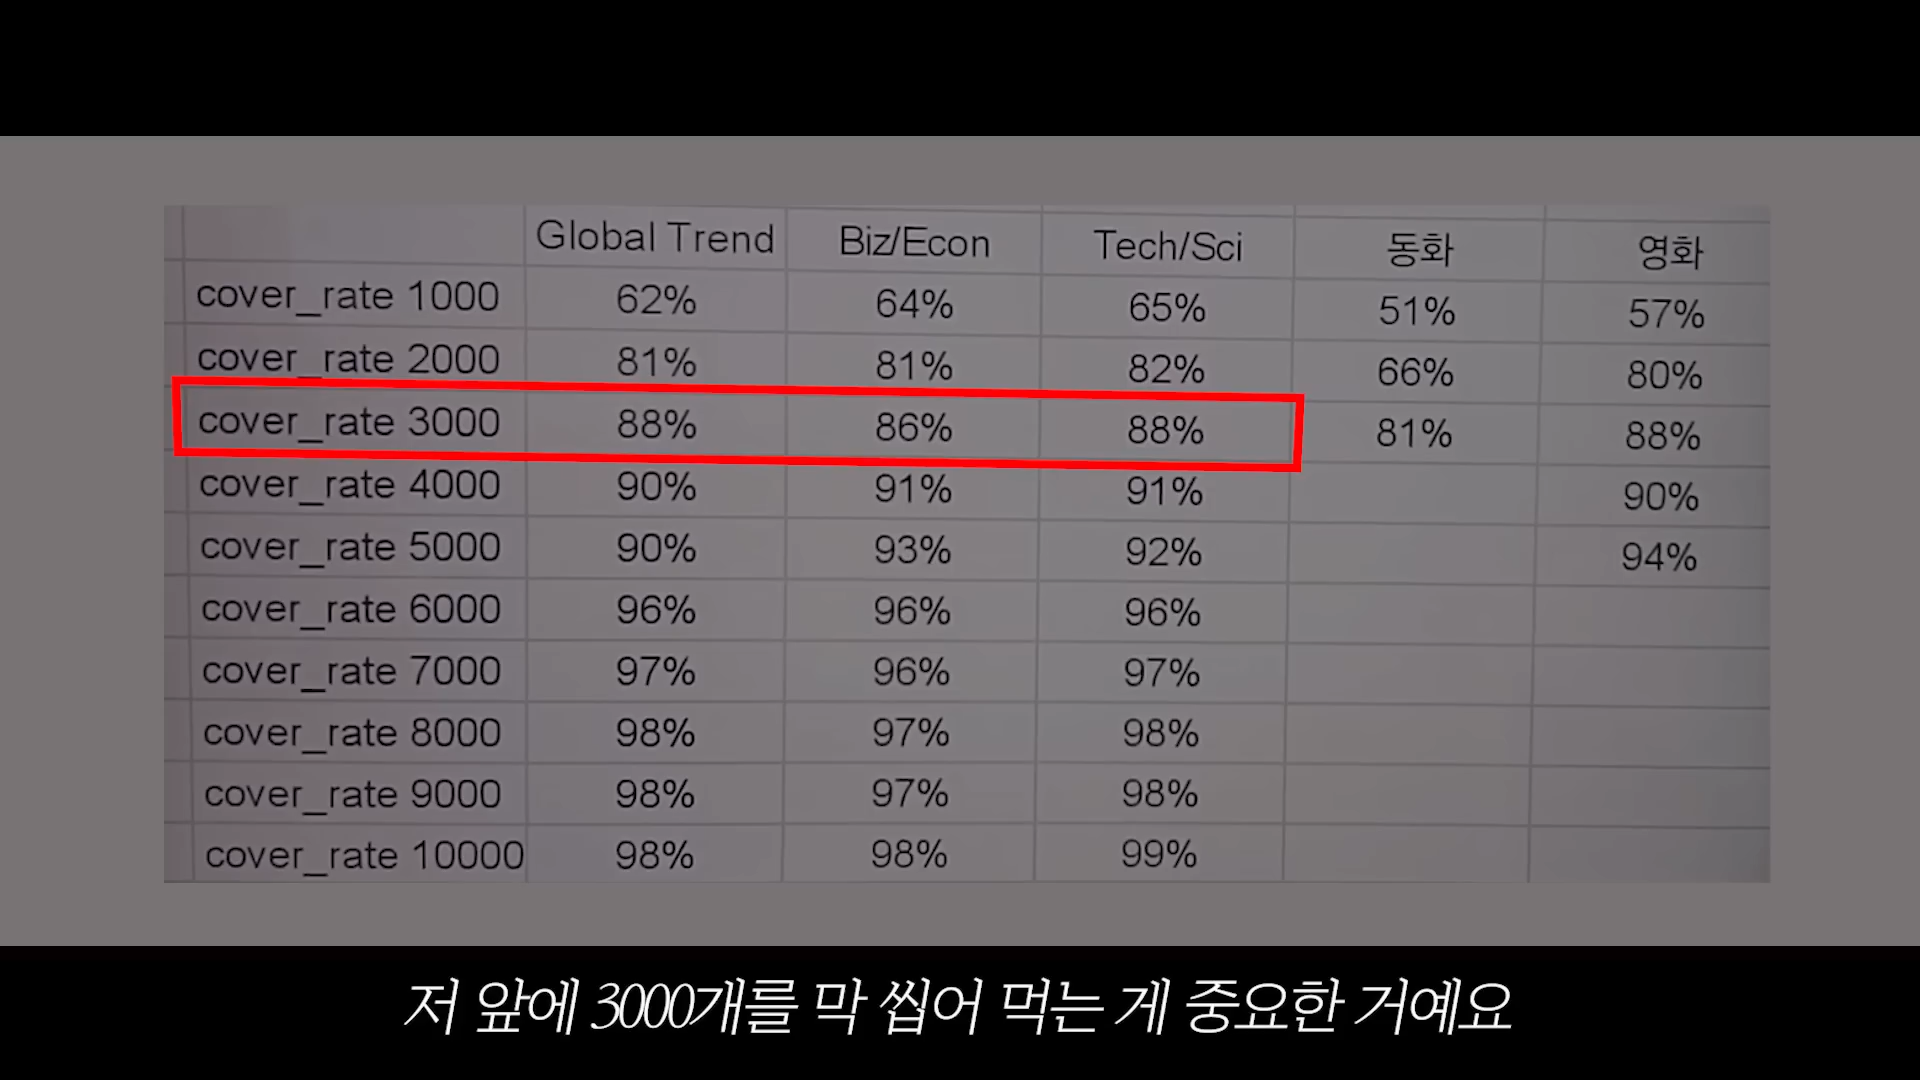 Global Trend Biz/Econ Tech/Sci 동화 영화
cover_rate 1000 62% 64% 65% 51% 57%
cover_rate 2000 81% 81% 82% 66% 80%
cover_rate 3000 88% 86% 88% 81% 88%
cover_rate 4000 90% 91% 91% 90%
cover_rate 5000 90% 93% 92% 94%
cover_rate 6000 96% 96% 96%
cover_rate 7000 97% 96% 97%
cover_rate 8000 98% 97% 98%
cover_rate 9000 98% 97% 98%
cover_rate 10000 98% 98% 99%
저 앞에 3000개를 막 씹어 먹는 게 중요한 거예요